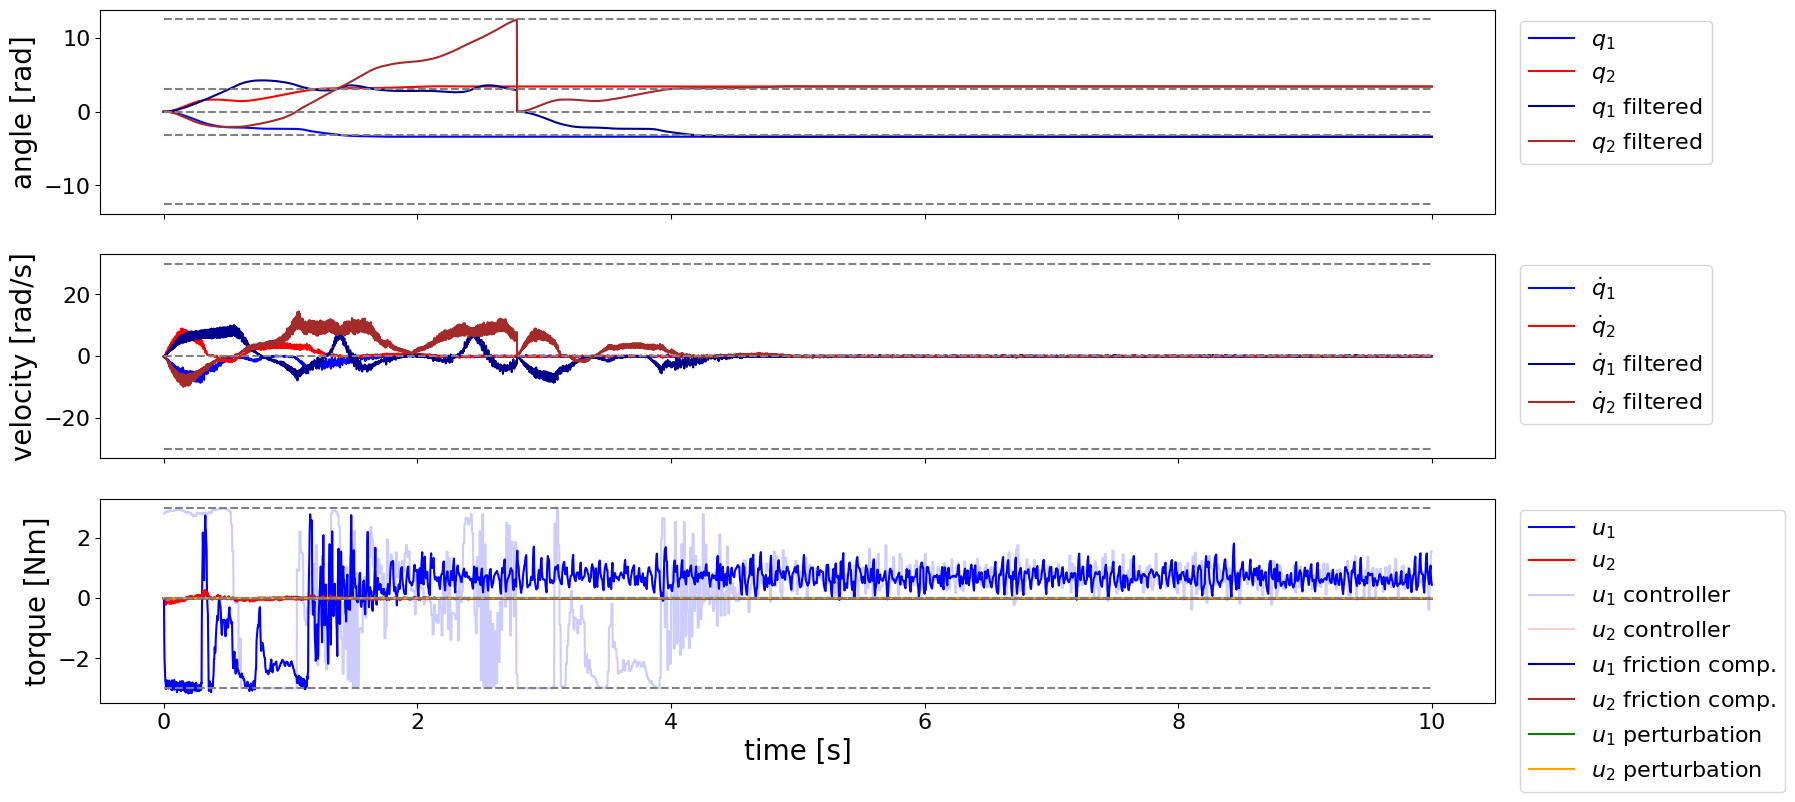 angle [rad]
10
0
−10
q₁
q₂
q₁ filtered
q₂ filtered
velocity [rad/s]
20
0
−20
q̇₁
q̇₂
q̇₁ filtered
q̇₂ filtered
torque [Nm]
2
0
−2
0 2 4 6 8 10
time [s]
u₁
u₂
u₁ controller
u₂ controller
u₁ friction comp.
u₂ friction comp.
u₁ perturbation
u₂ perturbation